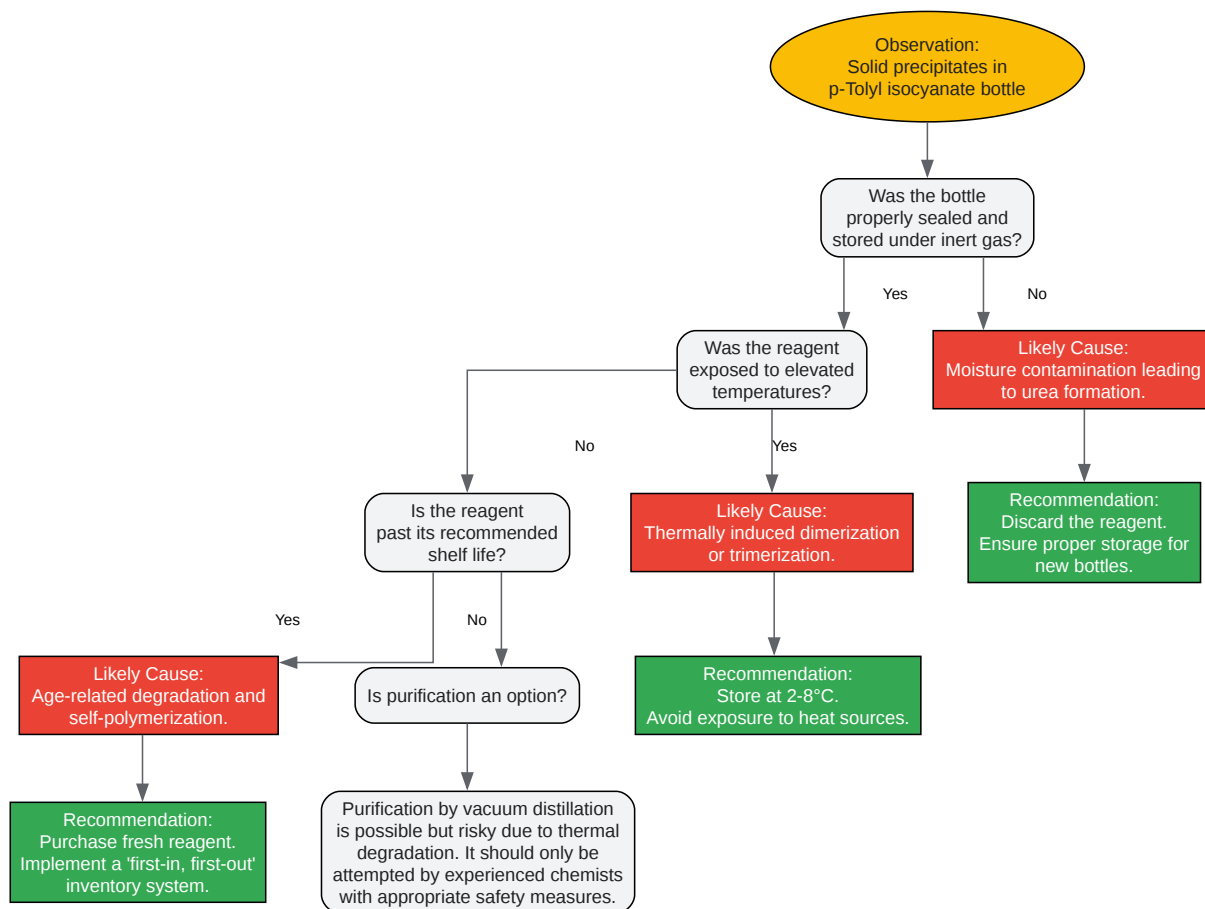 Observation:
Solid precipitates in
p-Tolyl isocyanate bottle
Was the bottle
properly sealed and
stored under inert gas?
Yes
No
Was the reagent
exposed to elevated
temperatures?
Likely Cause:
Moisture contamination leading
to urea formation.
No
Yes
Is the reagent
past its recommended
shelf life?
Likely Cause:
Thermally induced dimerization
or trimerization.
Recommendation:
Discard the reagent.
Ensure proper storage for
new bottles.
Yes
No
Likely Cause:
Age-related degradation and
self-polymerization.
Is purification an option?
Recommendation:
Store at 2-8°C.
Avoid exposure to heat sources.
Recommendation:
Purchase fresh reagent.
Implement a 'first-in, first-out'
inventory system.
Purification by vacuum distillation
is possible but risky due to thermal
degradation. It should only be
attempted by experienced chemists
with appropriate safety measures.